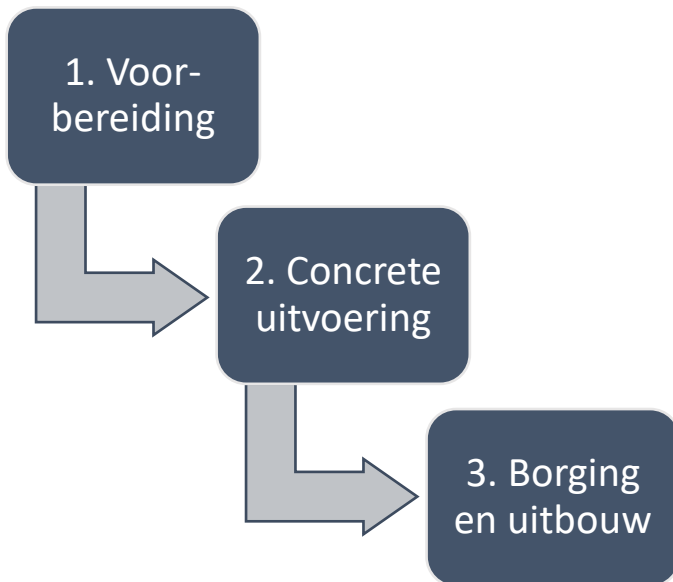 1. Voor-
bereiding
2. Concrete
uitvoering
3. Borging
en uitbouw